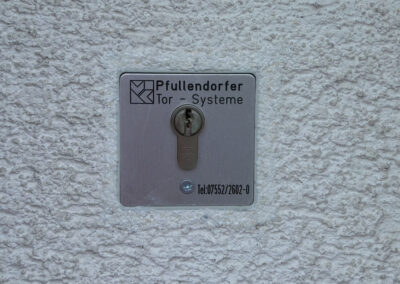 Pfullendorfer
Tor - Systeme
Tel:07552/2602-0